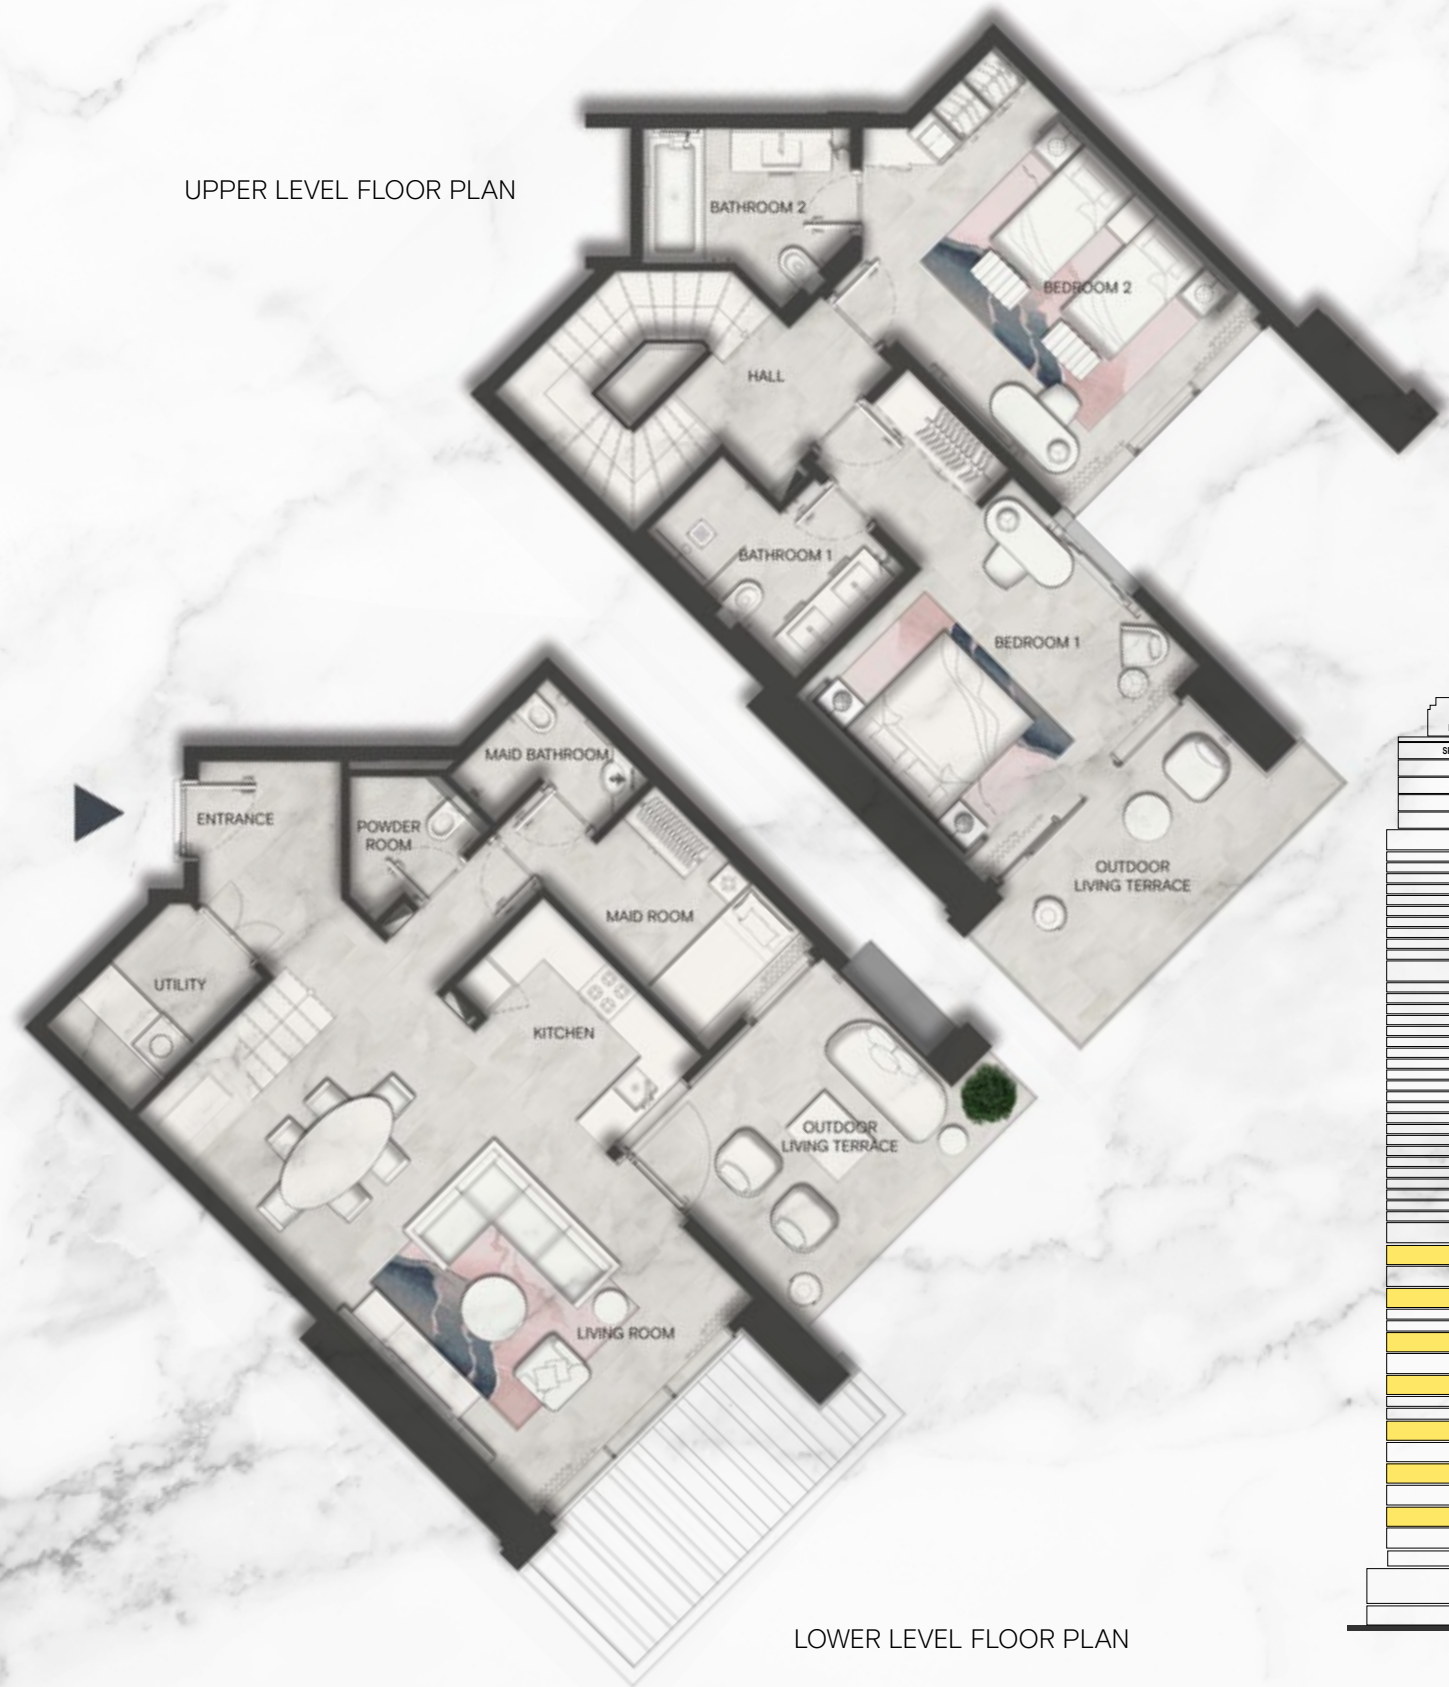 UPPER LEVEL FLOOR PLAN
BATHROOM 2
BEDROOM 2
HALL
BATHROOM 1
BEDROOM 1
OUTDOOR
LIVING TERRACE
MAID BATHROOM
ENTRANCE
POWDER
ROOM
MAID ROOM
UTILITY
KITCHEN
OUTDOOR
LIVING TERRACE
LIVING ROOM
LOWER LEVEL FLOOR PLAN